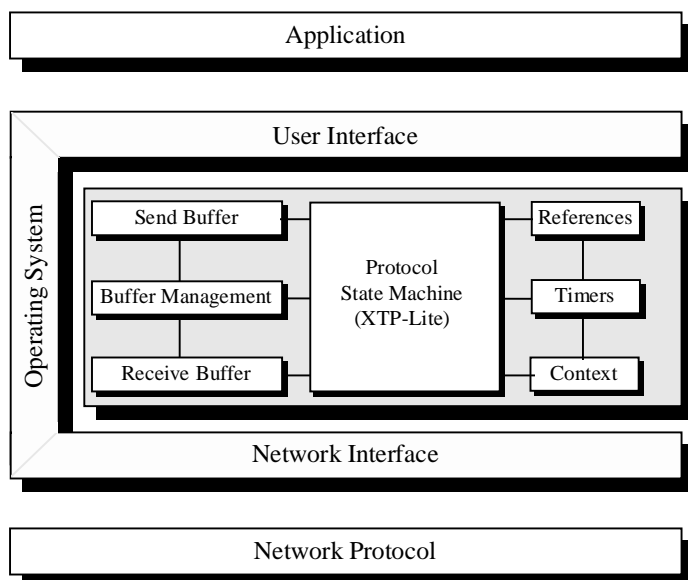 Application
User Interface
Operating System
Send Buffer
References
Protocol
State Machine
(XTP-Lite)
Buffer Management
Timers
Receive Buffer
Context
Network Interface
Network Protocol